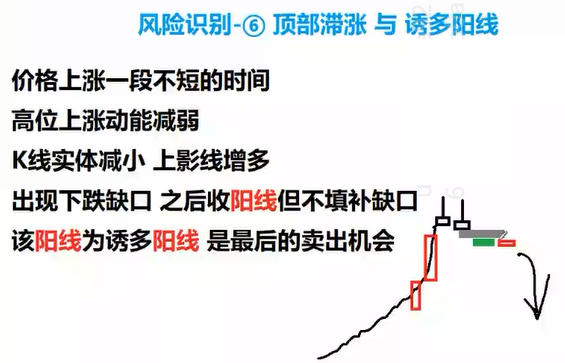 风险识别-⑥ 顶部滞涨 与 诱多阳线
价格上涨一段不短的时间
高位上涨动能减弱
K线实体减小 上影线增多
出现下跌缺口 之后收阳线但不填补缺口
该阳线为诱多阳线 是最后的卖出机会